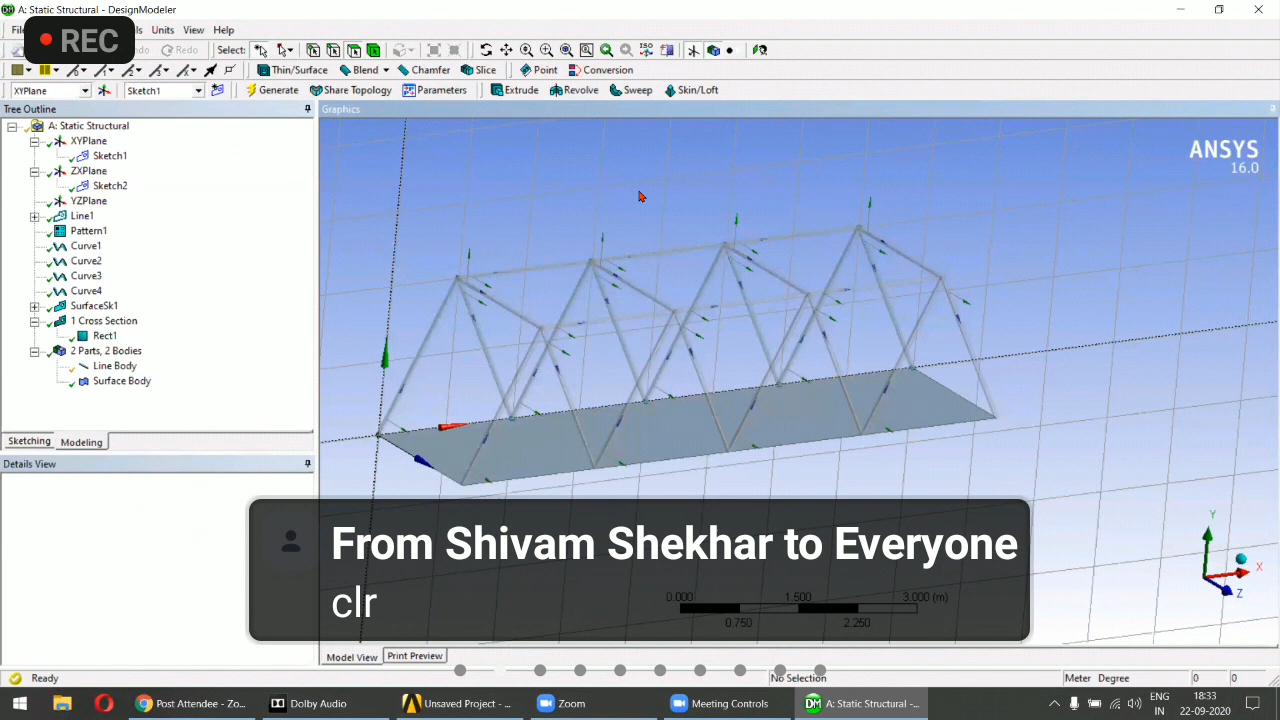 A: Static Structural - DesignModeler
ls Units View Help
REC
Redo Select:
Thin/Surface Blend Chamfer Slice Point Conversion
XYPlane Sketch1 Generate Share Topology Parameters Extrude Revolve Sweep Skin/Loft
Tree Outline
A: Static Structural
XYPlane
Sketch1
ZXPlane
Sketch2
YZPlane
Line1
Pattern1
Curve1
Curve2
Curve3
Curve4
SurfaceSk1
1 Cross Section
Rect1
2 Parts, 2 Bodies
Line Body
Surface Body
Sketching Modeling
Details View
Graphics
ANSYS
16.0
From Shivam Shekhar to Everyone
clr
0.000 1.500 3.000 (m)
0.750 2.250
Y
X
Z
Model View Print Preview
Ready No Selection Meter Degree 0 0
Post Attendee - Zo... Dolby Audio Unsaved Project - ... Zoom Meeting Controls A: Static Structural -...
ENG
IN
18:33
22-09-2020